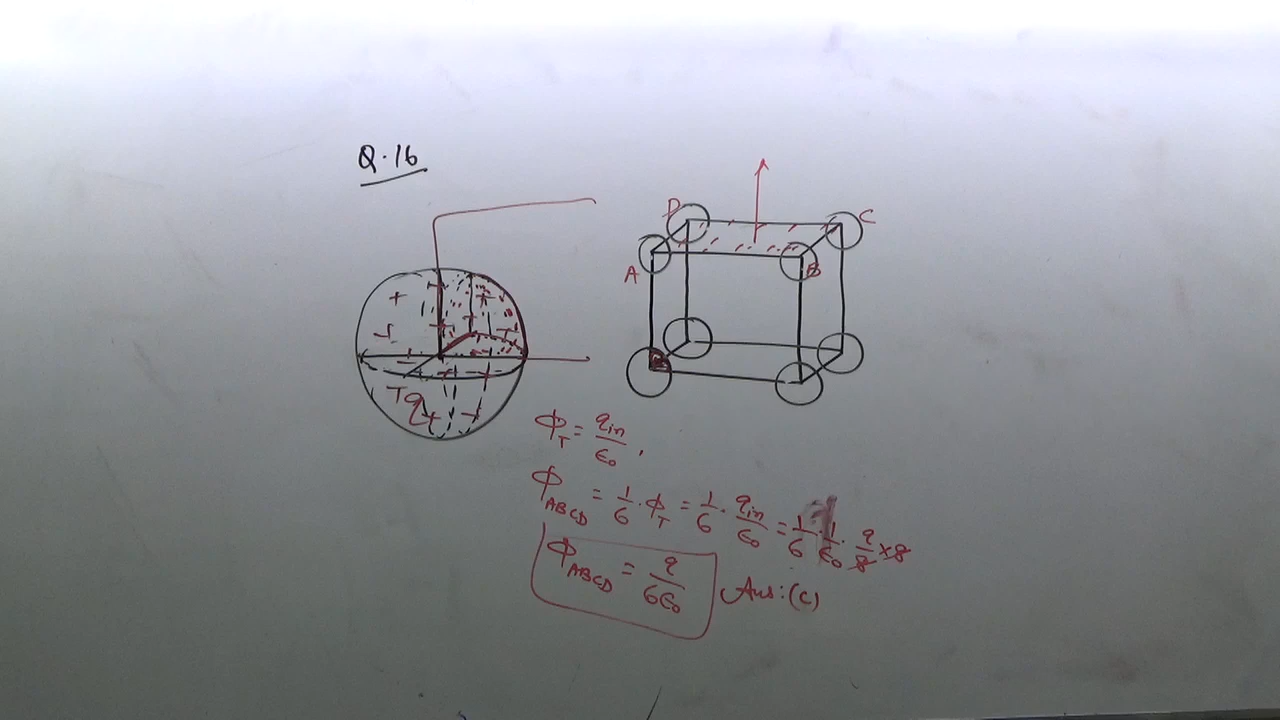 Q.16
D
C
A
B
q
ϕ_T = q_in/ε₀,
ϕ_ABCD = 1/6 · ϕ_T = 1/6 · q_in/ε₀ = 1/6 · 1/ε₀ · q/8 × 8
ϕ_ABCD = q/6ε₀ Ans: (c)